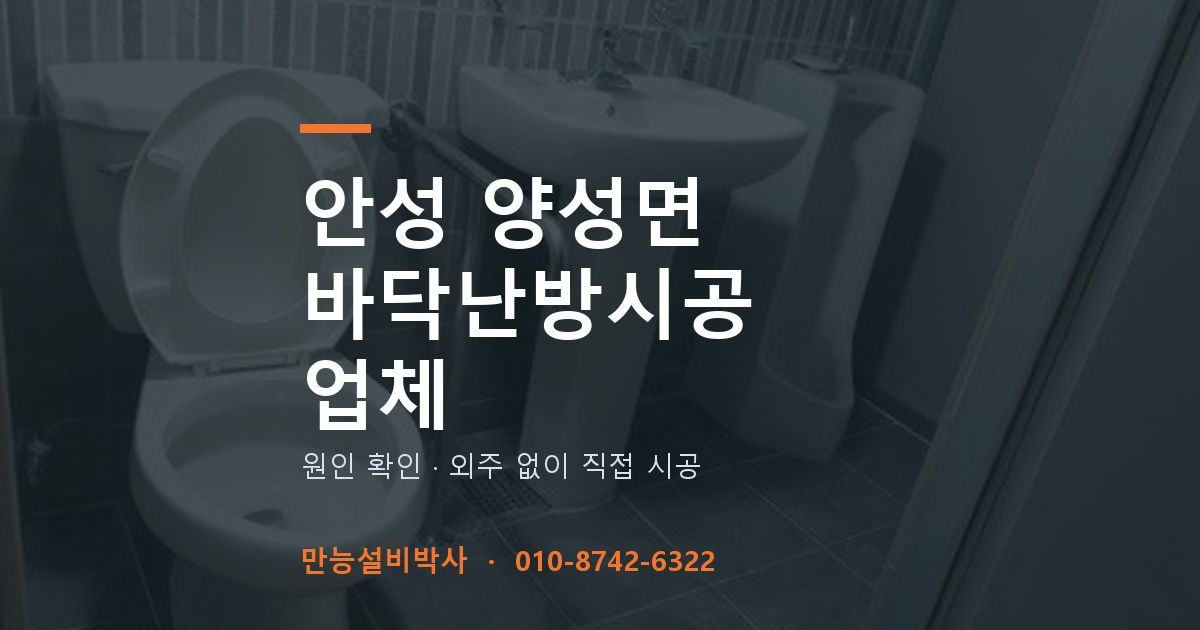 안성 양성면
바닥난방시공
업체
원인 확인 · 외주 없이 직접 시공
만능설비박사 · 010-8742-6322